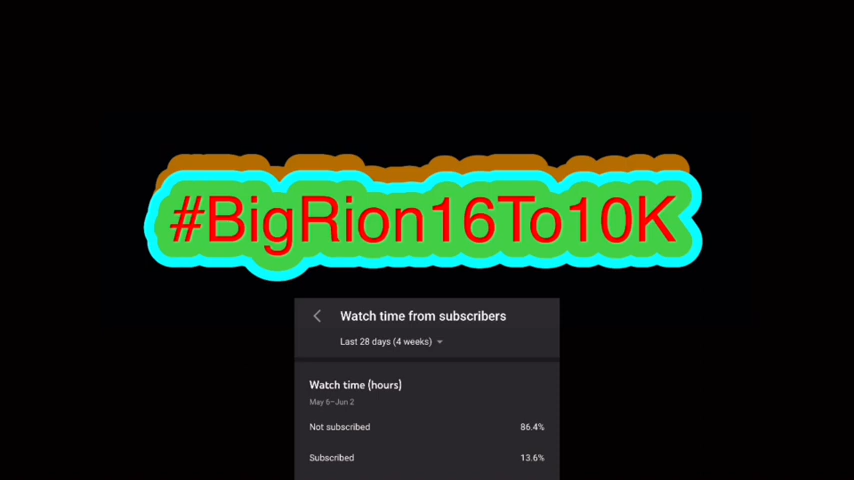 #BigRion16To10K
Watch time from subscribers
Last 28 days (4 weeks)
Watch time (hours)
May 6–Jun 2
Not subscribed 86.4%
Subscribed 13.6%